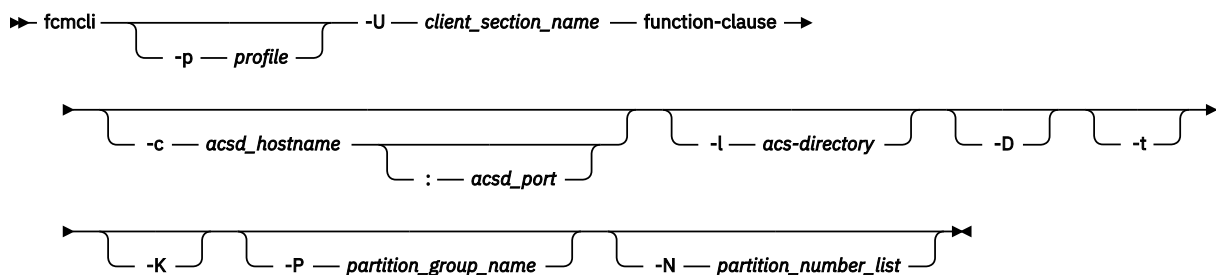 fcmcli -U client_section_name function-clause
-p profile
-c acsd_hostname -l acs-directory -D -t
: acsd_port
-K -P partition_group_name -N partition_number_list